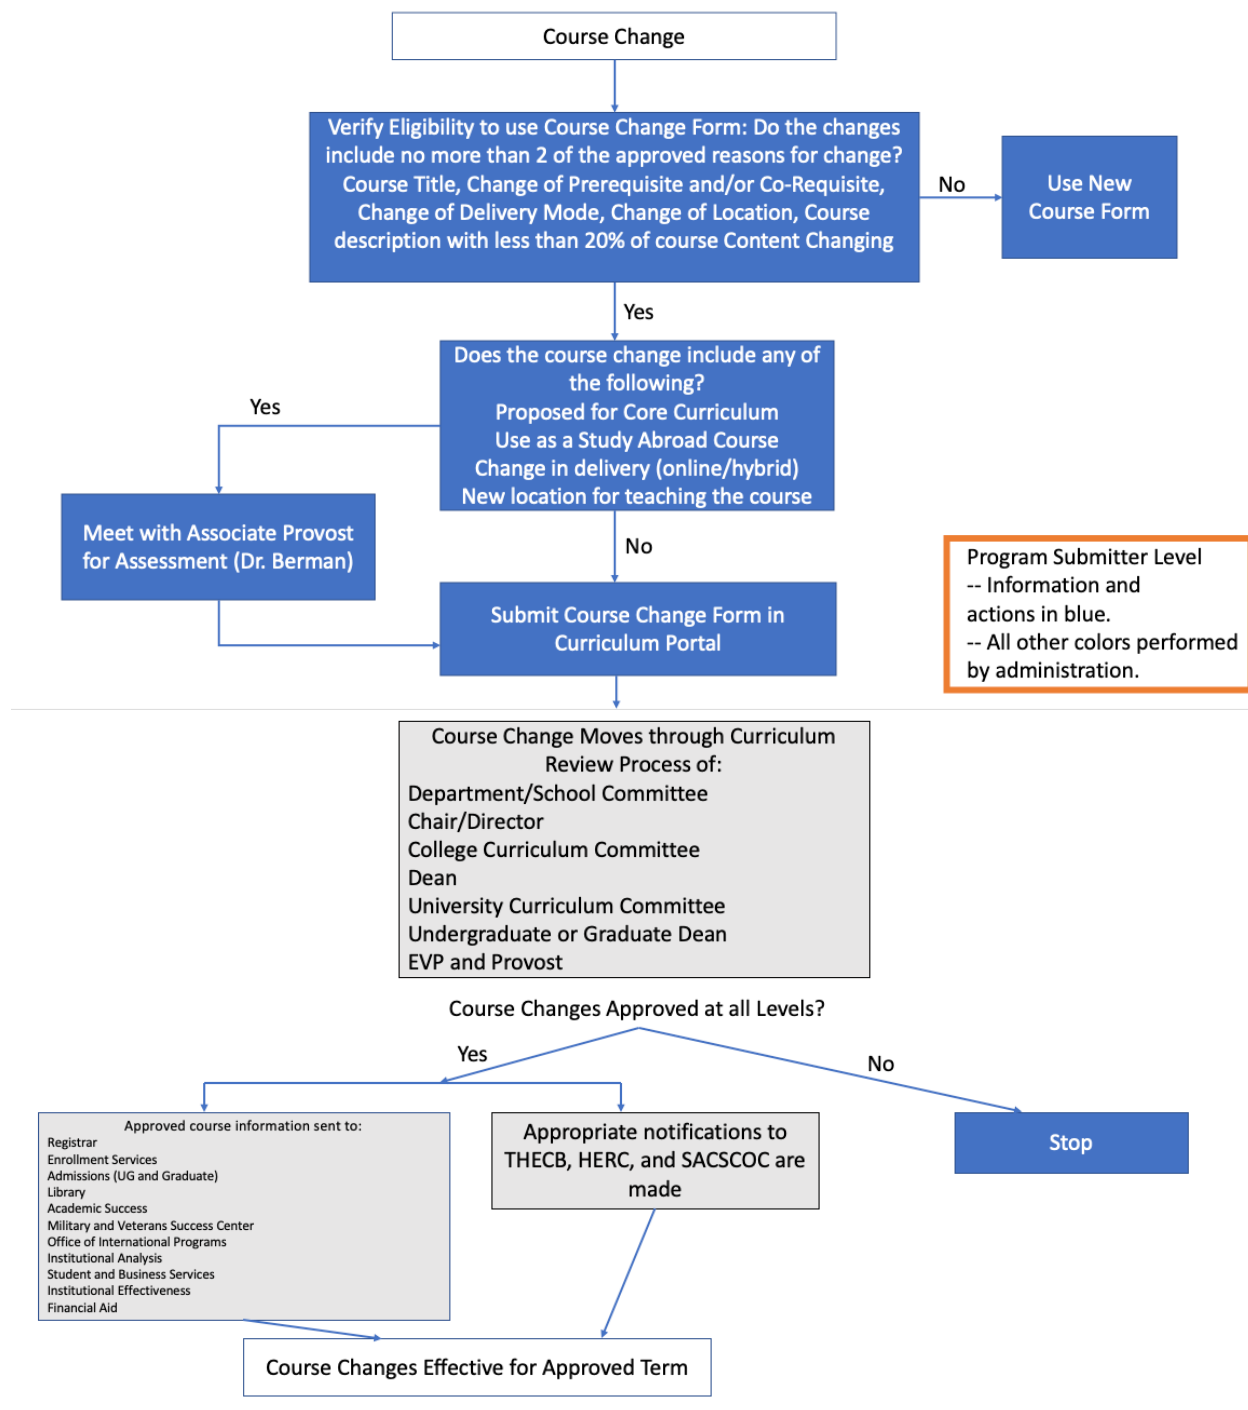 Course Change
Verify Eligibility to use Course Change Form: Do the changes
include no more than 2 of the approved reasons for change?
Course Title, Change of Prerequisite and/or Co-Requisite,
Change of Delivery Mode, Change of Location, Course
description with less than 20% of course Content Changing
No
Use New
Course Form
Yes
Does the course change include any of
the following?
Proposed for Core Curriculum
Use as a Study Abroad Course
Change in delivery (online/hybrid)
New location for teaching the course
Yes
Meet with Associate Provost
for Assessment (Dr. Berman)
No
Submit Course Change Form in
Curriculum Portal
Program Submitter Level
-- Information and
actions in blue.
-- All other colors performed
by administration.
Course Change Moves through Curriculum
Review Process of:
Department/School Committee
Chair/Director
College Curriculum Committee
Dean
University Curriculum Committee
Undergraduate or Graduate Dean
EVP and Provost
Course Changes Approved at all Levels?
Yes
No
Approved course information sent to:
Registrar
Enrollment Services
Admissions (UG and Graduate)
Library
Academic Success
Military and Veterans Success Center
Office of International Programs
Institutional Analysis
Student and Business Services
Institutional Effectiveness
Financial Aid
Appropriate notifications to
THECB, HERC, and SACSCOC are
made
Stop
Course Changes Effective for Approved Term